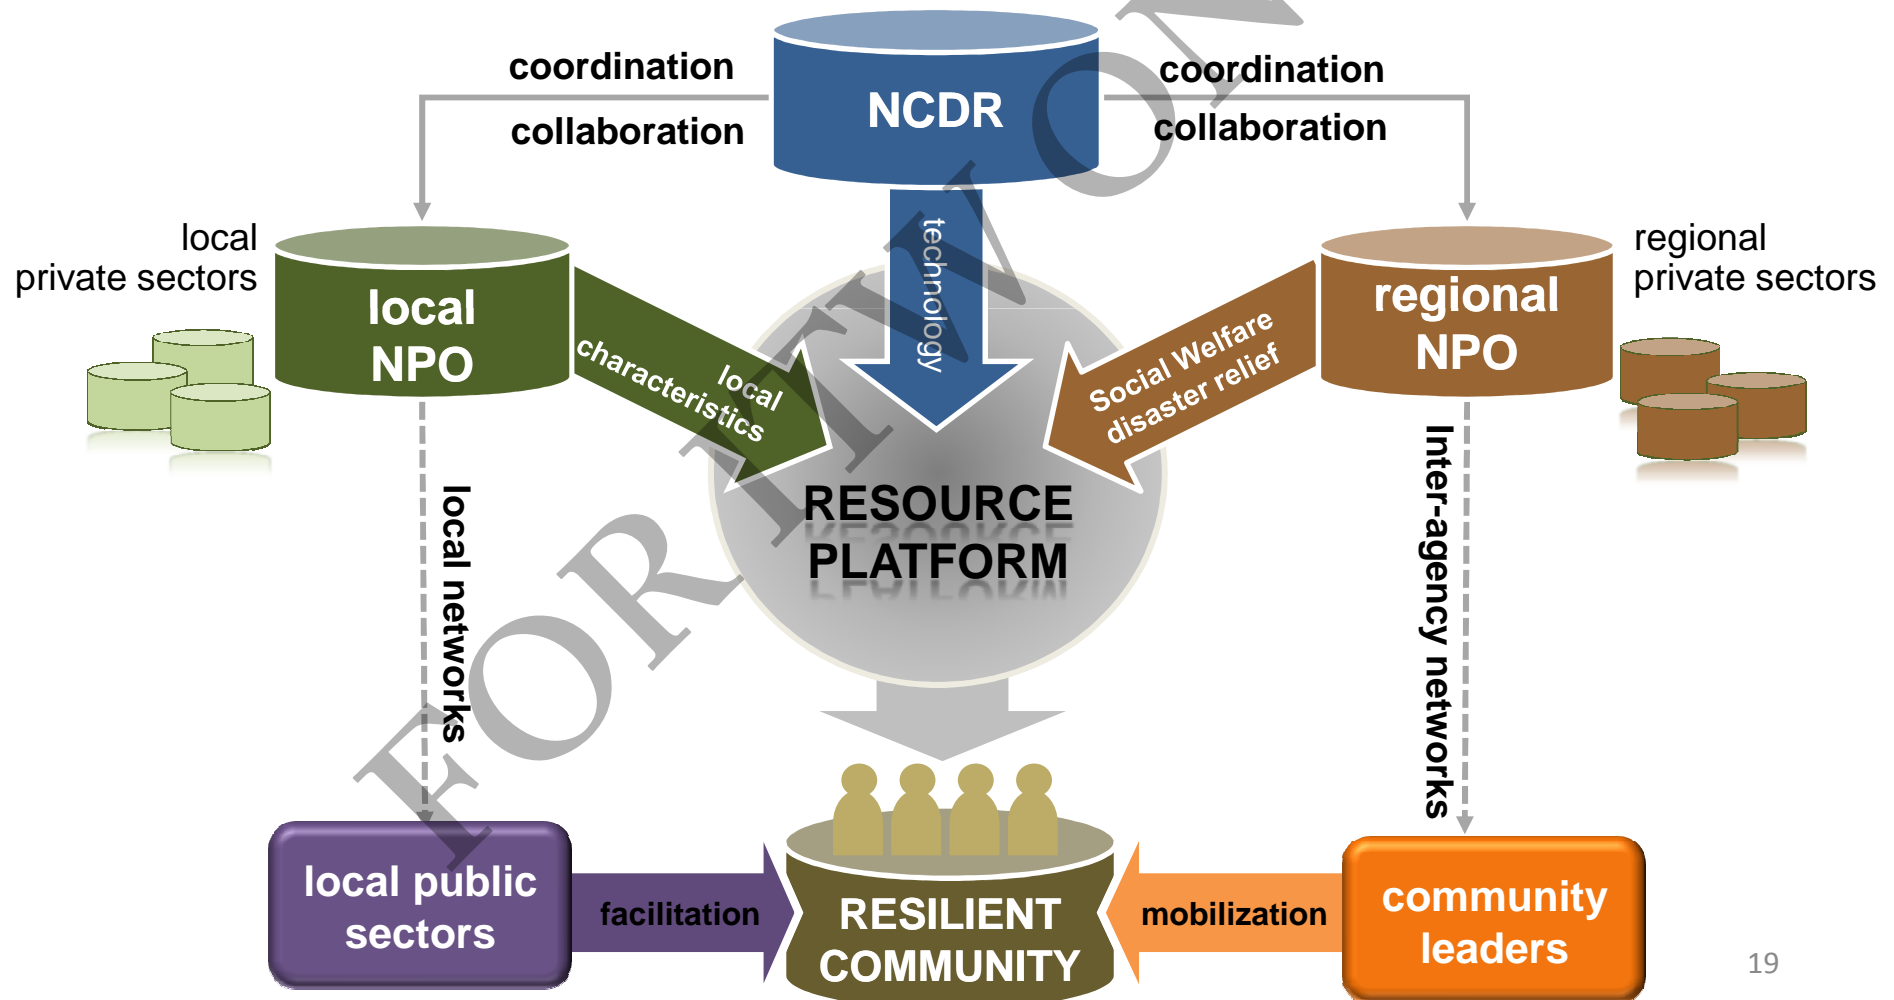 coordination
collaboration
NCDR
coordination
collaboration
technology
local
private sectors
local
NPO
local
characteristics
Social Welfare
disaster relief
regional
NPO
regional
private sectors
RESOURCE
PLATFORM
local networks
Inter-agency networks
local public
sectors
facilitation
RESILIENT
COMMUNITY
mobilization
community
leaders
19